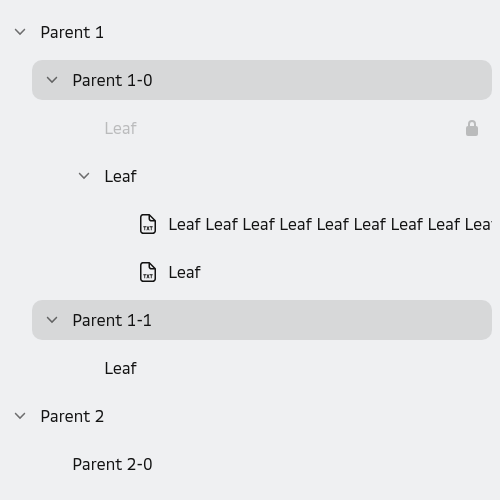 Parent 1
Parent 1-0
Leaf
Leaf
TXT Leaf Leaf Leaf Leaf Leaf Leaf Leaf Leaf Lea
TXT Leaf
Parent 1-1
Leaf
Parent 2
Parent 2-0